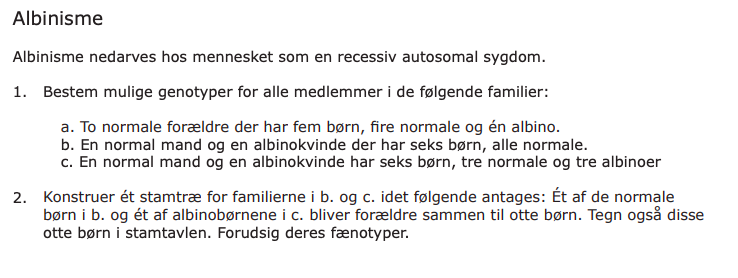 Albinisme
Albinisme nedarves hos mennesket som en recessiv autosomal sygdom.
1. Bestem mulige genotyper for alle medlemmer i de følgende familier:
a. To normale forældre der har fem børn, fire normale og én albino.
b. En normal mand og en albinokvinde der har seks børn, alle normale.
c. En normal mand og en albinokvinde har seks børn, tre normale og tre albinoer
2. Konstruer ét stamtræ for familierne i b. og c. idet følgende antages: Ét af de normale
børn i b. og ét af albinobørnene i c. bliver forældre sammen til otte børn. Tegn også disse
otte børn i stamtavlen. Forudsig deres fænotyper.